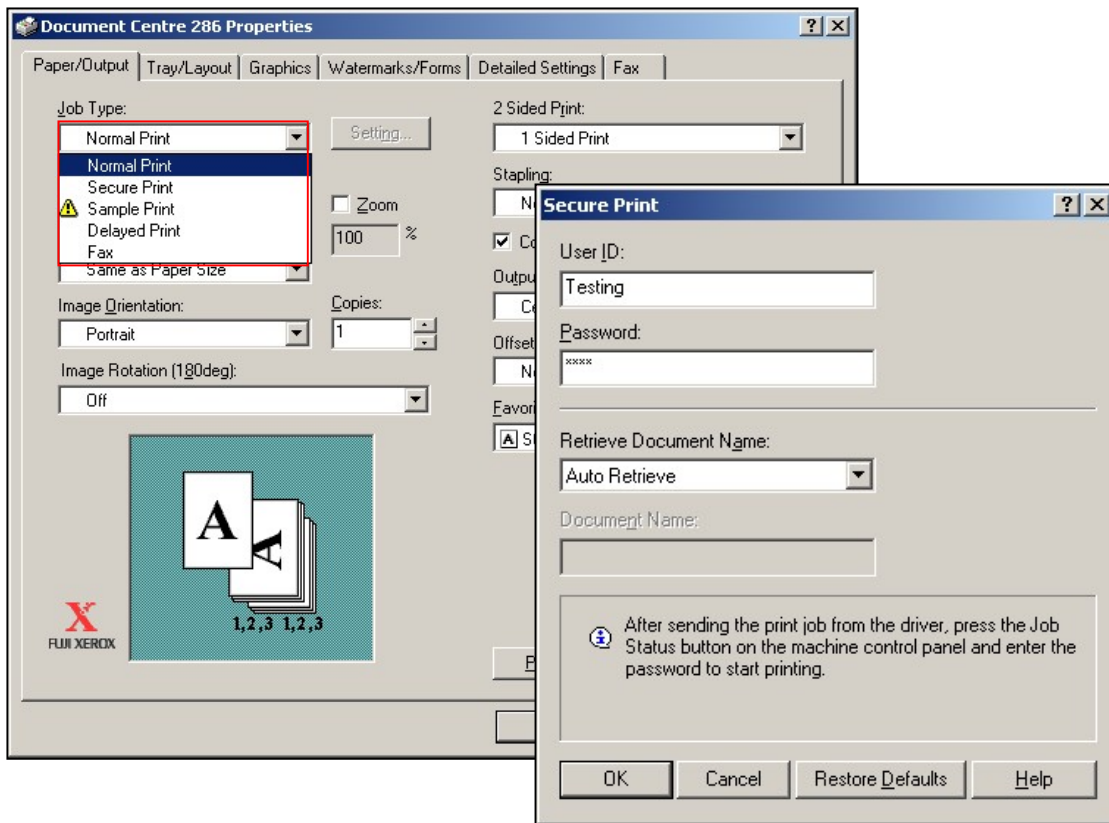 Document Centre 286 Properties
Paper/Output Tray/Layout Graphics Watermarks/Forms Detailed Settings Fax
Job Type:
Normal Print
Setting...
Normal Print
Secure Print
Sample Print
Delayed Print
Fax
Same as Paper Size
Zoom
100 %
Image Orientation:
Portrait
Copies:
1
Image Rotation (180deg):
Off
A A
1,2,3 1,2,3
X
FUJI XEROX
2 Sided Print:
1 Sided Print
Stapling:
Offset
A
Secure Print
User ID:
Testing
Password:
××××
Retrieve Document Name:
Auto Retrieve
Document Name:
After sending the print job from the driver, press the Job
Status button on the machine control panel and enter the
password to start printing.
OK Cancel Restore Defaults Help